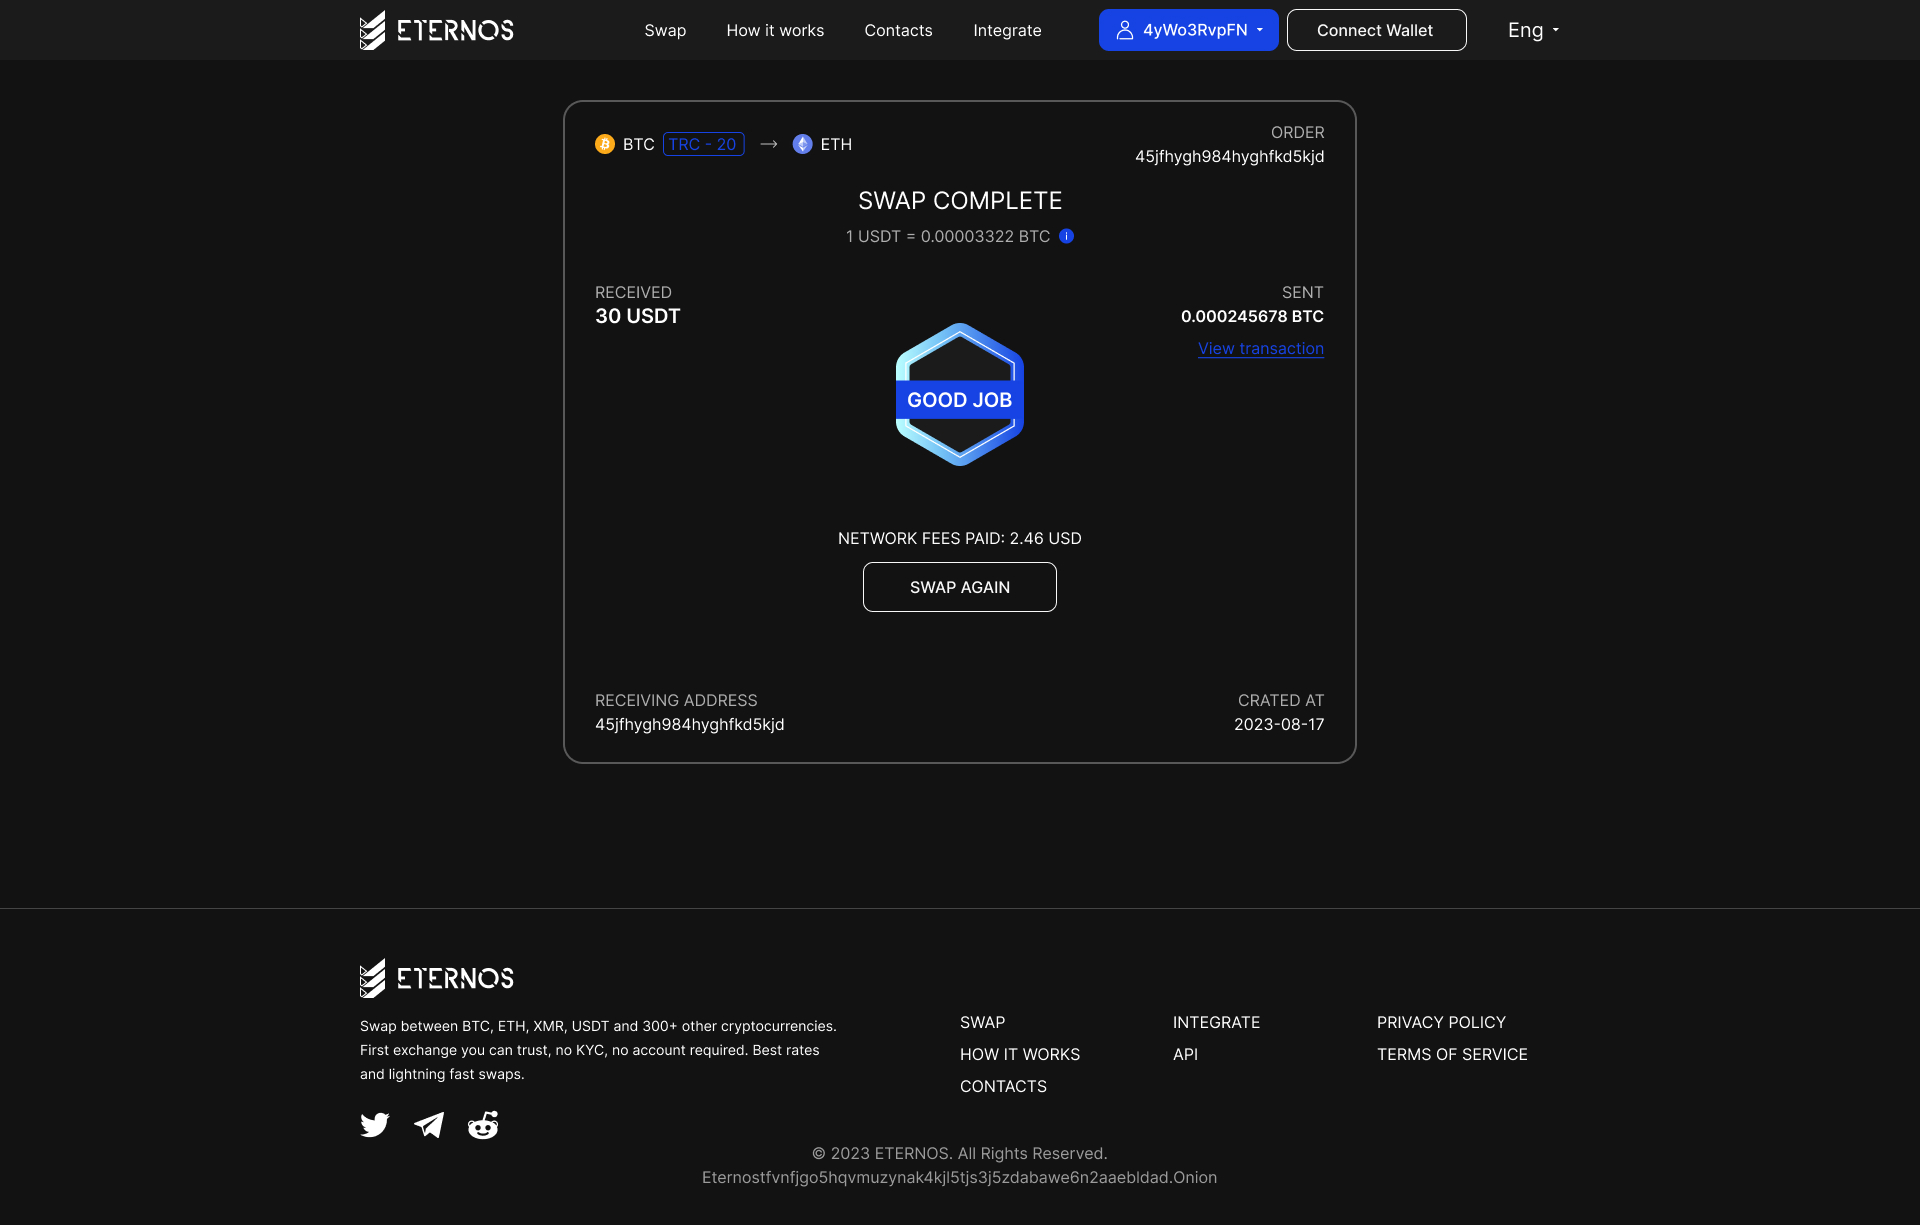 ETERNOS
Swap How it works Contacts Integrate 4yWo3RvpFN Connect Wallet Eng
BTC TRC - 20 → ETH
ORDER
45jfhygh984hyghfkd5kjd
SWAP COMPLETE
1 USDT = 0.00003322 BTC i
RECEIVED
30 USDT
SENT
0.000245678 BTC
View transaction
GOOD JOB
NETWORK FEES PAID: 2.46 USD
SWAP AGAIN
RECEIVING ADDRESS
45jfhygh984hyghfkd5kjd
CRATED AT
2023-08-17
ETERNOS
Swap between BTC, ETH, XMR, USDT and 300+ other cryptocurrencies.
First exchange you can trust, no KYC, no account required. Best rates
and lightning fast swaps.
SWAP
HOW IT WORKS
CONTACTS
INTEGRATE
API
PRIVACY POLICY
TERMS OF SERVICE
© 2023 ETERNOS. All Rights Reserved.
Eternostfvnfjgo5hqvmuzynak4kjl5tjs3j5zdabawe6n2aaebldad.Onion